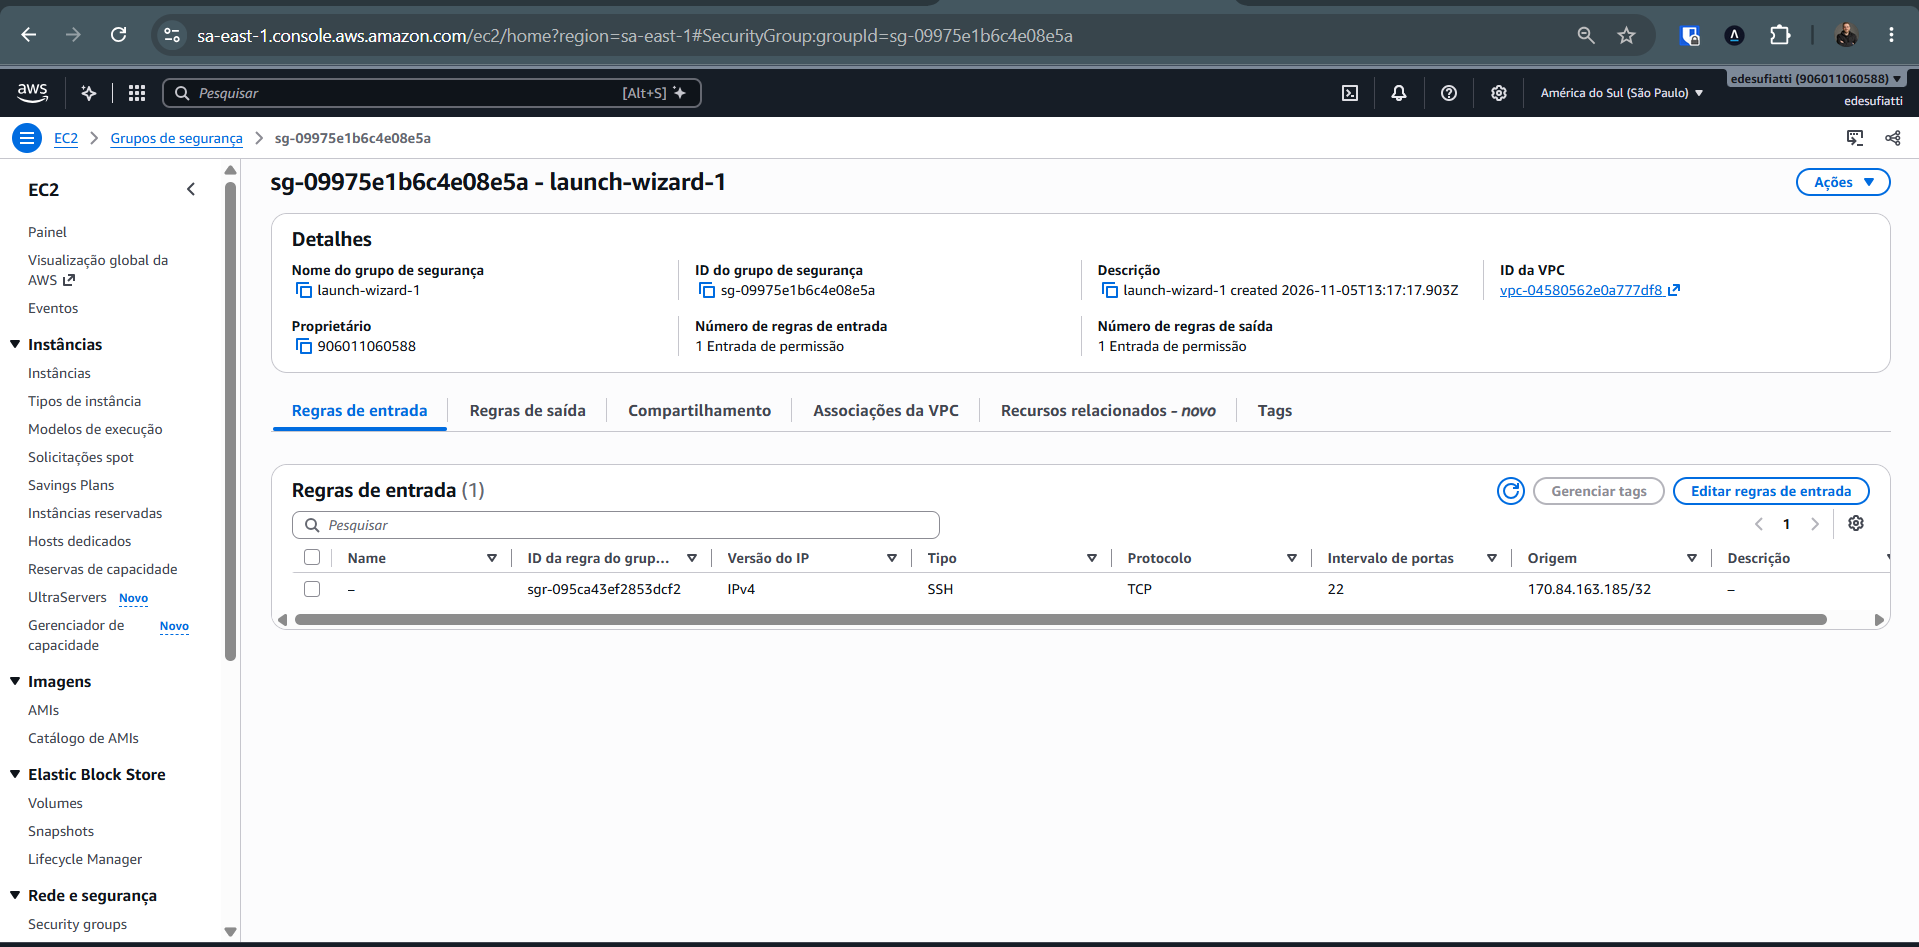 sa-east-1.console.aws.amazon.com/ec2/home?region=sa-east-1#SecurityGroup:groupId=sg-09975e1b6c4e08e5a
aws
Pesquisar
[Alt+S]
América do Sul (São Paulo)
edesufiatti (906011060588)
edesufiatti
EC2
Grupos de segurança
sg-09975e1b6c4e08e5a
EC2
Painel
Visualização global da
AWS
Eventos
Instâncias
Instâncias
Tipos de instância
Modelos de execução
Solicitações spot
Savings Plans
Instâncias reservadas
Hosts dedicados
Reservas de capacidade
UltraServers Novo
Gerenciador de Novo
capacidade
Imagens
AMIs
Catálogo de AMIs
Elastic Block Store
Volumes
Snapshots
Lifecycle Manager
Rede e segurança
Security groups
sg-09975e1b6c4e08e5a - launch-wizard-1
Ações
Detalhes
Nome do grupo de segurança
launch-wizard-1
ID do grupo de segurança
sg-09975e1b6c4e08e5a
Descrição
launch-wizard-1 created 2026-11-05T13:17:17.903Z
ID da VPC
vpc-04580562e0a777df8
Proprietário
906011060588
Número de regras de entrada
1 Entrada de permissão
Número de regras de saída
1 Entrada de permissão
Regras de entrada
Regras de saída
Compartilhamento
Associações da VPC
Recursos relacionados - novo
Tags
Regras de entrada (1)
Gerenciar tags
Editar regras de entrada
Pesquisar
1
Name ID da regra do grup... Versão do IP Tipo Protocolo Intervalo de portas Origem Descrição
– sgr-095ca43ef2853dcf2 IPv4 SSH TCP 22 170.84.163.185/32 –